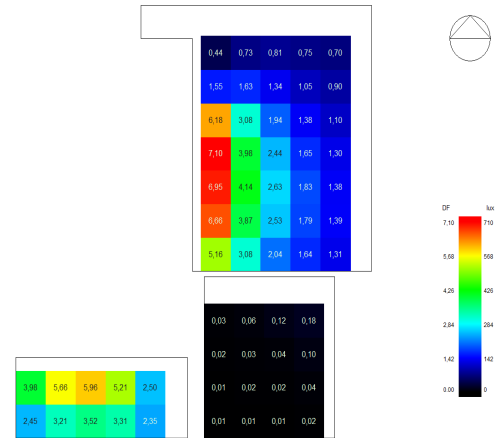 0,44 0,73 0,81 0,75 0,70
1,55 1,63 1,34 1,05 0,90
6,18 3,08 1,94 1,38 1,10
7,10 3,98 2,44 1,65 1,30
6,95 4,14 2,63 1,83 1,38
6,66 3,87 2,53 1,79 1,39
5,16 3,08 2,04 1,64 1,31
0,03 0,06 0,12 0,18
0,02 0,03 0,04 0,10
0,01 0,02 0,02 0,04
0,01 0,01 0,01 0,02
3,98 5,66 5,96 5,21 2,50
2,45 3,21 3,52 3,31 2,35
DF lux
7,10 710
5,68 568
4,26 426
2,84 284
1,42 142
0.00 0